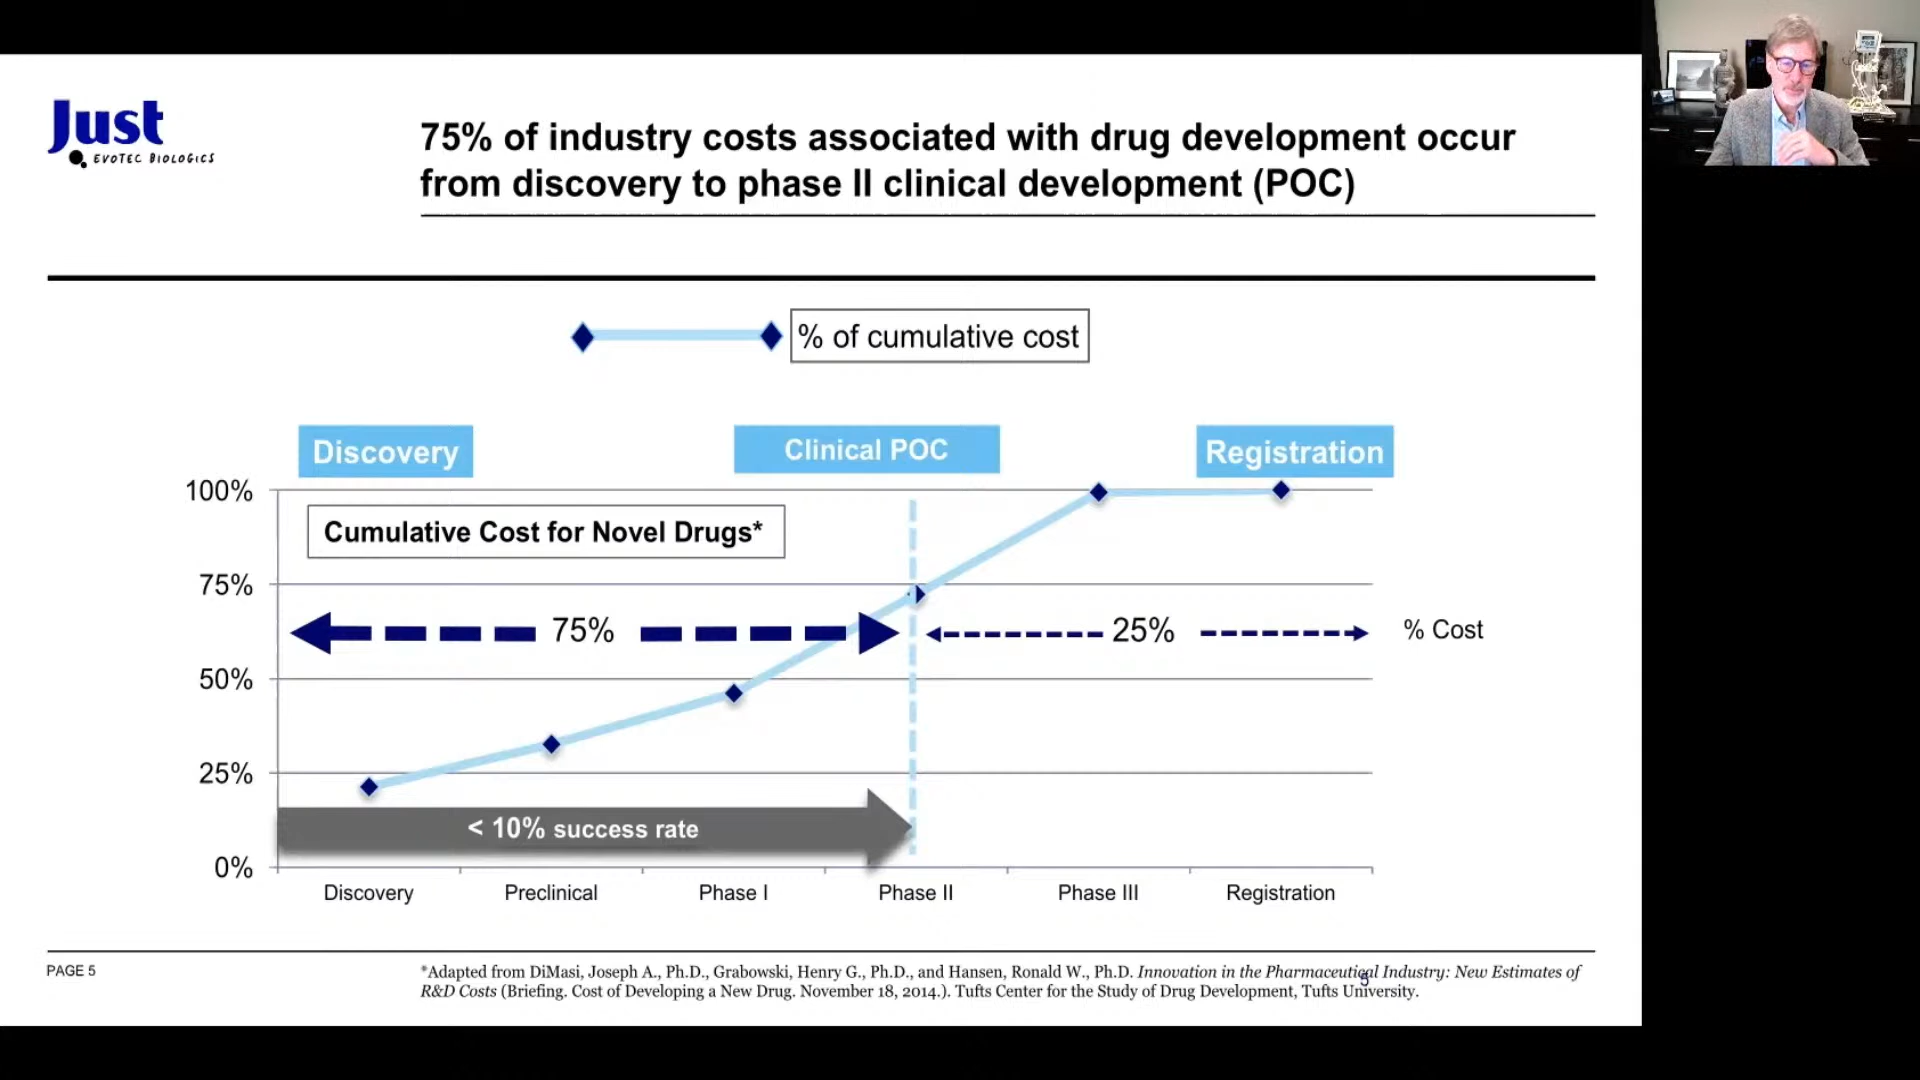 Just
EVOTEC BIOLOGICS
75% of industry costs associated with drug development occur
from discovery to phase II clinical development (POC)
% of cumulative cost
Discovery
Clinical POC
Registration
100%
Cumulative Cost for Novel Drugs*
75%
75%
25%
% Cost
50%
25%
< 10% success rate
0%
Discovery
Preclinical
Phase I
Phase II
Phase III
Registration
PAGE 5
*Adapted from DiMasi, Joseph A., Ph.D., Grabowski, Henry G., Ph.D., and Hansen, Ronald W., Ph.D. Innovation in the Pharmaceutical Industry: New Estimates of
R&D Costs (Briefing. Cost of Developing a New Drug. November 18, 2014.). Tufts Center for the Study of Drug Development, Tufts University.
5